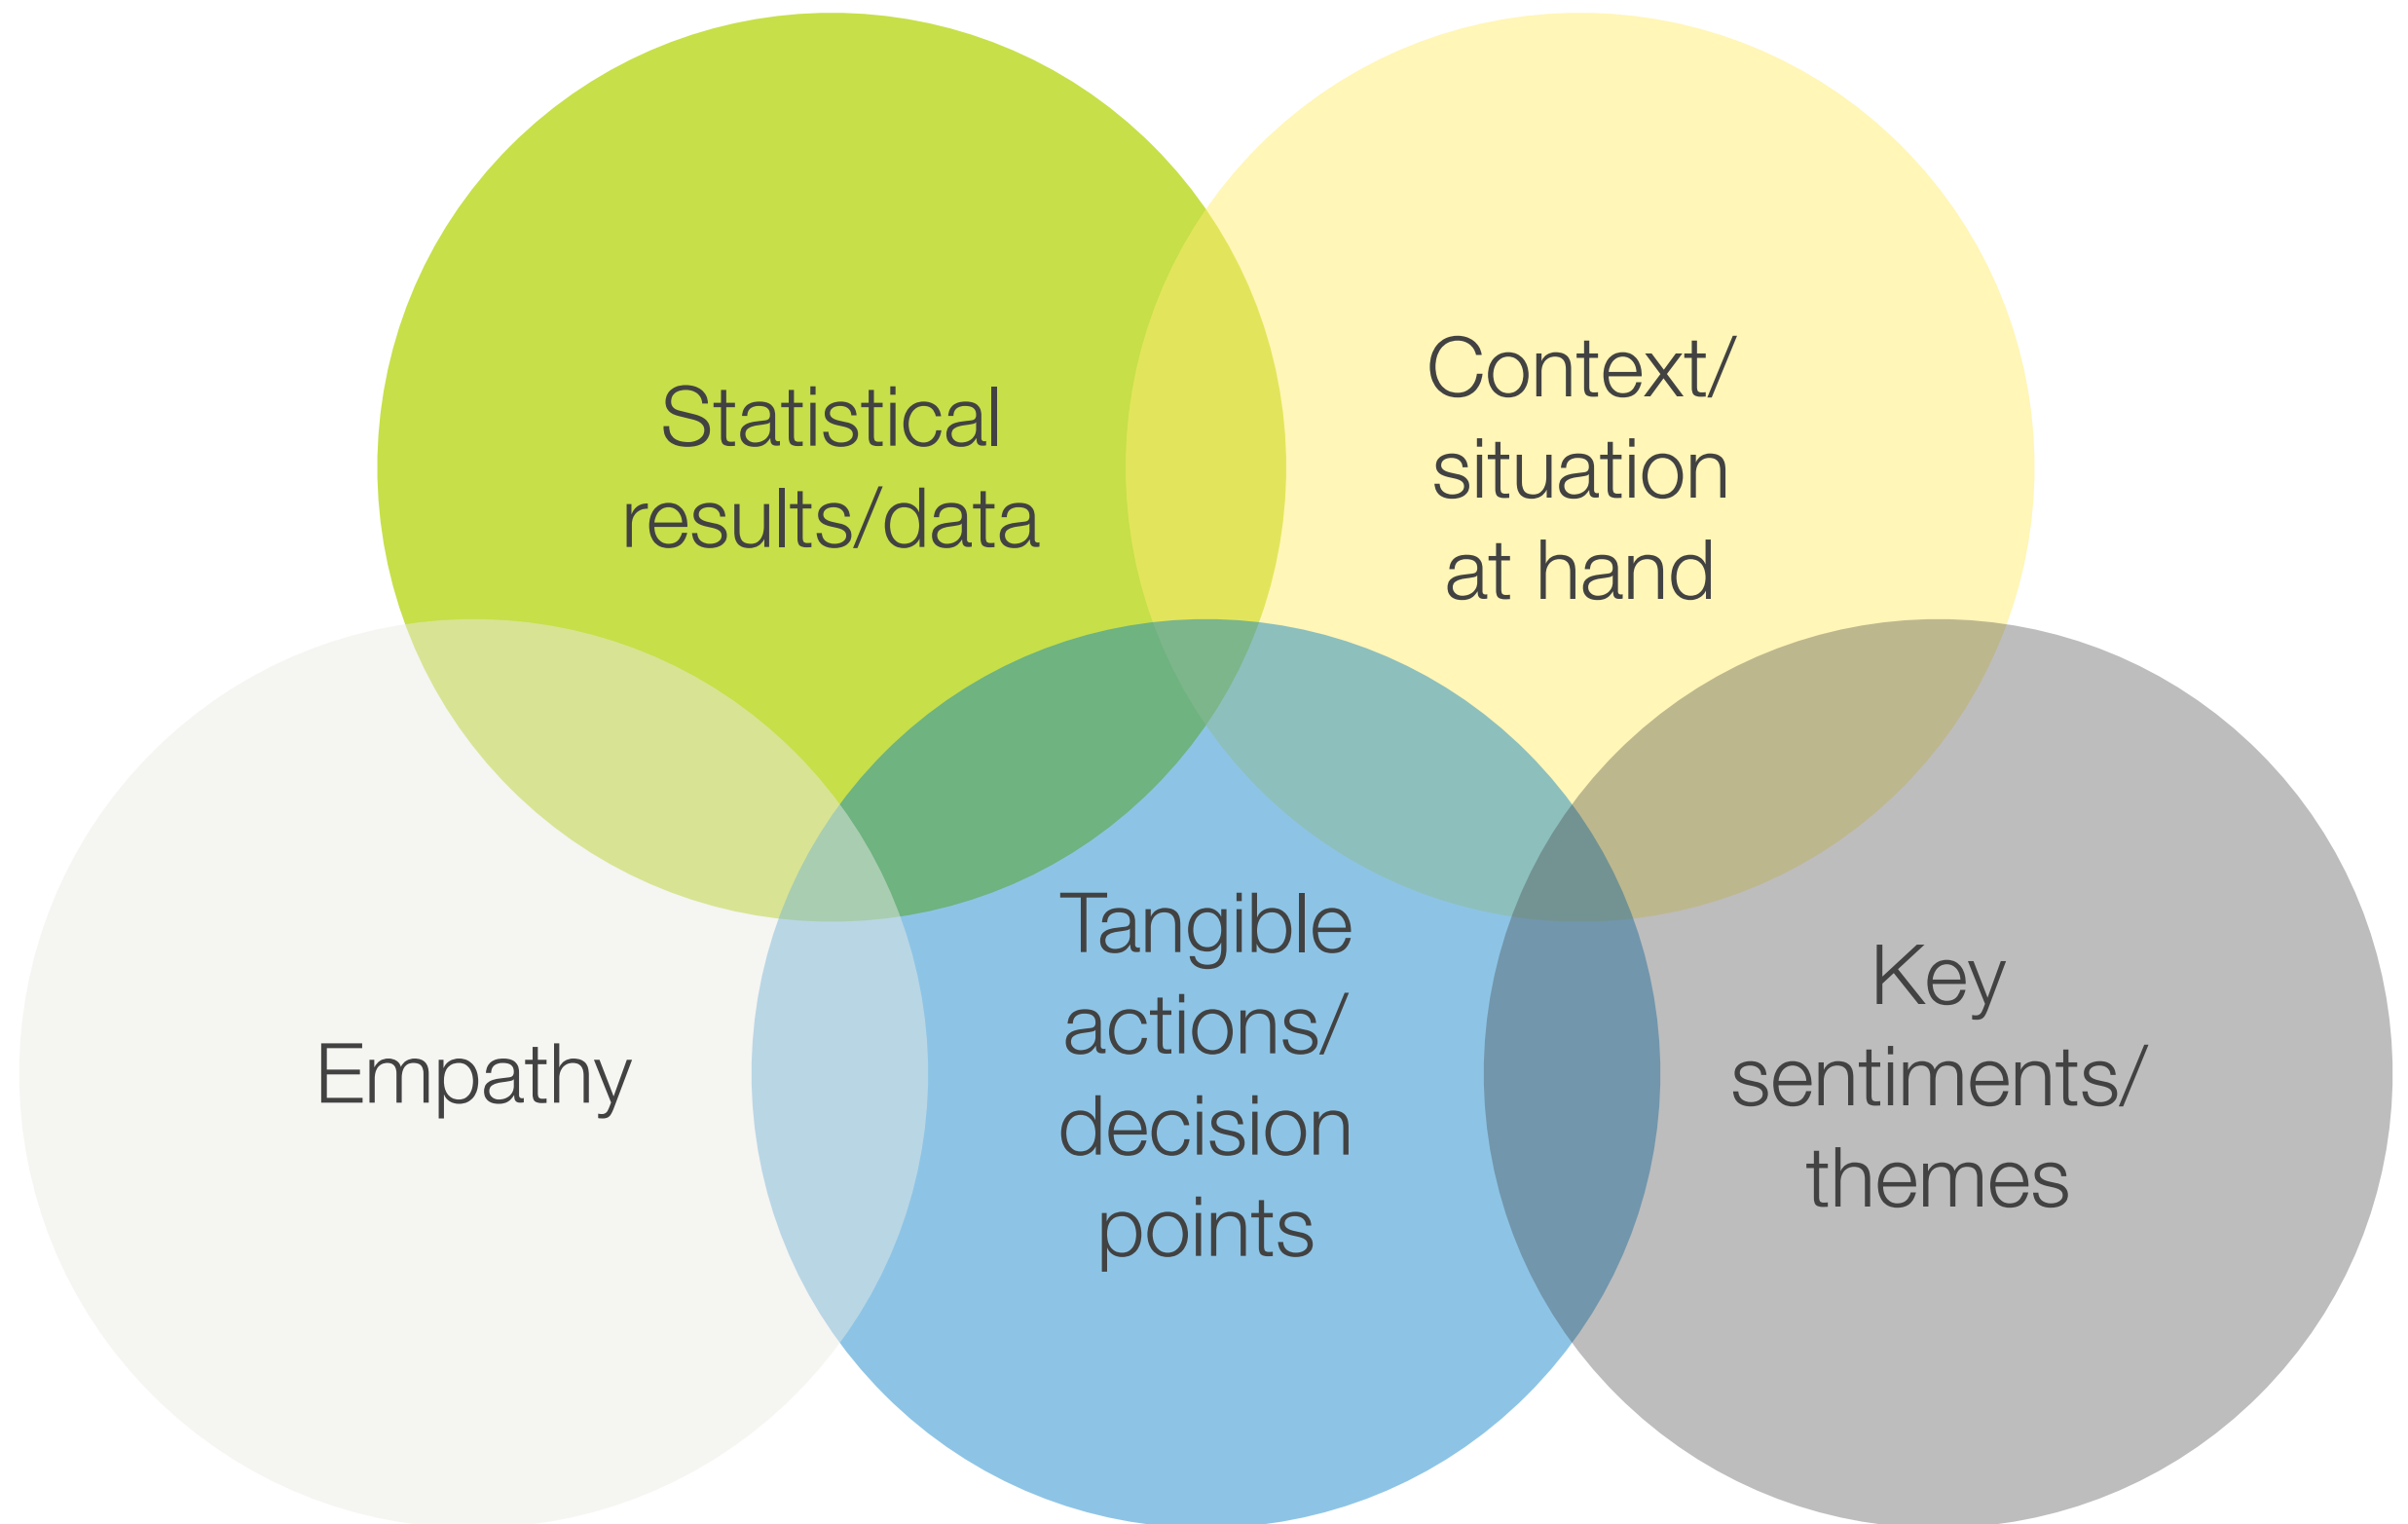 Statistical
results/data
Context/
situation
at hand
Empathy
Tangible
actions/
decision
points
Key
sentiments/
themes